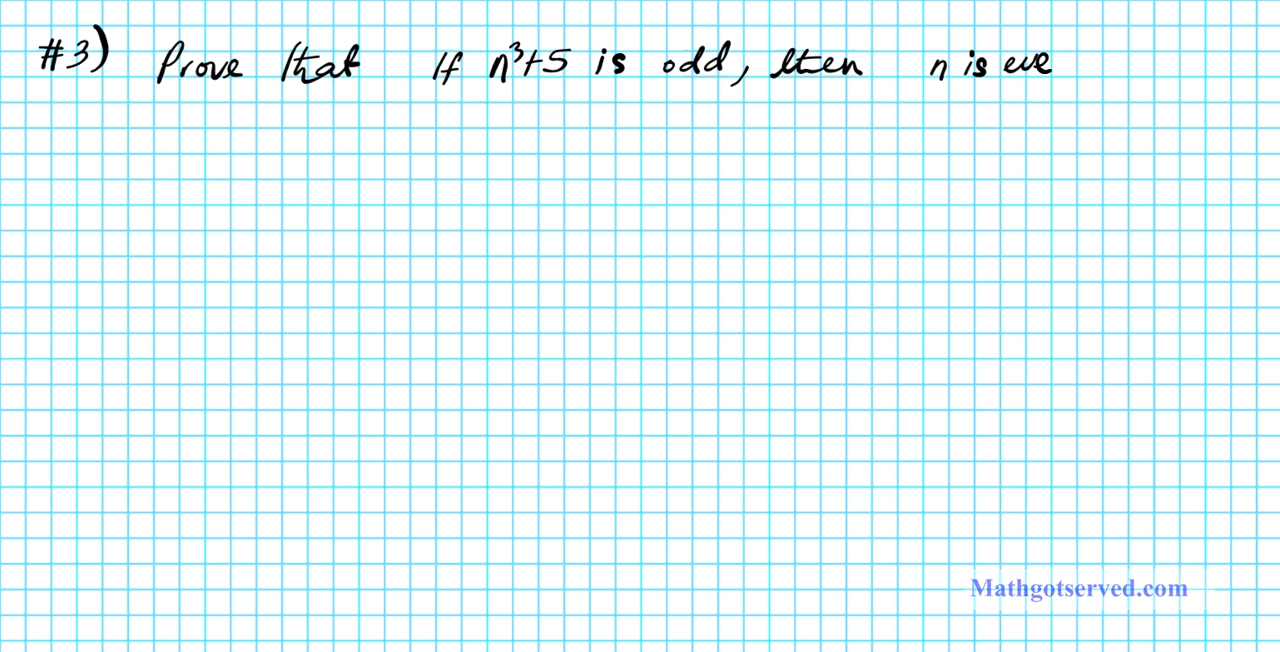 #3) Prove that If n³+5 is odd, then n is eve
Mathgotserved.com